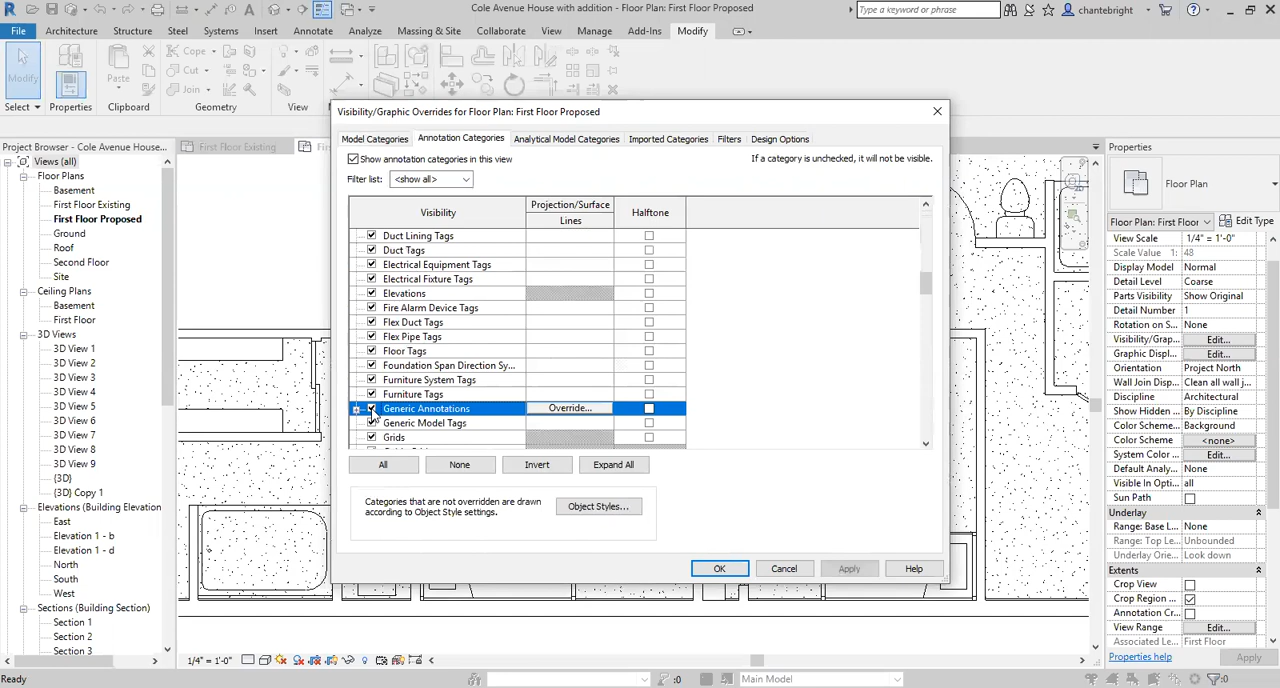 Cole Avenue House with addition - Floor Plan: First Floor Proposed
Type a keyword or phrase
chantebright
File Architecture Structure Steel Systems Insert Annotate Analyze Massing & Site Collaborate View Manage Add-Ins Modify
Modify
Paste
Cope
Cut
Join
Select Properties Clipboard Geometry View
Project Browser - Cole Avenue House...
Views (all)
Floor Plans
Basement
First Floor Existing
First Floor Proposed
Ground
Roof
Second Floor
Site
Ceiling Plans
Basement
First Floor
3D Views
3D View 1
3D View 2
3D View 3
3D View 4
3D View 5
3D View 6
3D View 7
3D View 8
3D View 9
{3D}
{3D} Copy 1
Elevations (Building Elevation
East
Elevation 1 - b
Elevation 1 - d
North
South
West
Sections (Building Section)
Section 1
Section 2
Section 3
First Floor Existing
Visibility/Graphic Overrides for Floor Plan: First Floor Proposed
Model Categories Annotation Categories Analytical Model Categories Imported Categories Filters Design Options
Show annotation categories in this view
If a category is unchecked, it will not be visible.
Filter list: <show all>
Visibility
Projection/Surface
Lines
Halftone
Duct Lining Tags
Duct Tags
Electrical Equipment Tags
Electrical Fixture Tags
Elevations
Fire Alarm Device Tags
Flex Duct Tags
Flex Pipe Tags
Floor Tags
Foundation Span Direction Sy...
Furniture System Tags
Furniture Tags
Generic Annotations Override...
Generic Model Tags
Grids
All None Invert Expand All
Categories that are not overridden are drawn
according to Object Style settings.
Object Styles...
OK Cancel Apply Help
Properties
Floor Plan
Floor Plan: First Floor Edit Type
View Scale 1/4" = 1'-0"
Scale Value 1: 48
Display Model Normal
Detail Level Coarse
Parts Visibility Show Original
Detail Number 1
Rotation on S... None
Visibility/Grap... Edit...
Graphic Displ... Edit...
Orientation Project North
Wall Join Displ... Clean all wall j...
Discipline Architectural
Show Hidden ... By Discipline
Color Scheme ... Background
Color Scheme <none>
System Color ... Edit...
Default Analy... None
Visible In Opti... all
Sun Path
Underlay
Range: Base L... None
Range: Top Le... Unbounded
Underlay Orie... Look down
Extents
Crop View
Crop Region ...
Annotation Cr...
View Range Edit...
Associated Le... First Floor
Properties help Apply
1/4" = 1'-0"
Ready
:0
Main Model
:0